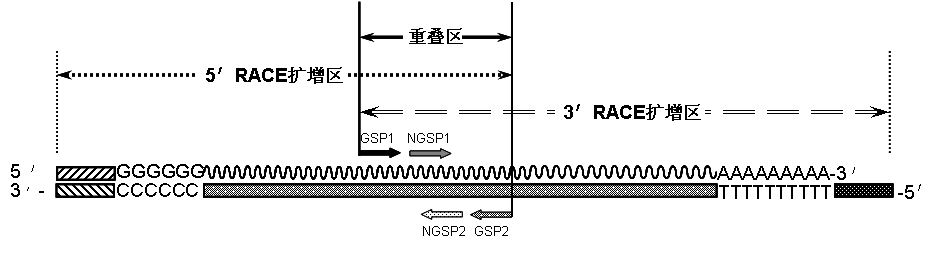 重叠区
5′ RACE扩增区
3′ RACE扩增区
GSP1 NGSP1
5 ′ GGGGGG AAAAAAAAA-3′
3 ′ - CCCCCC TTTTTTTTTT -5′
NGSP2 GSP2